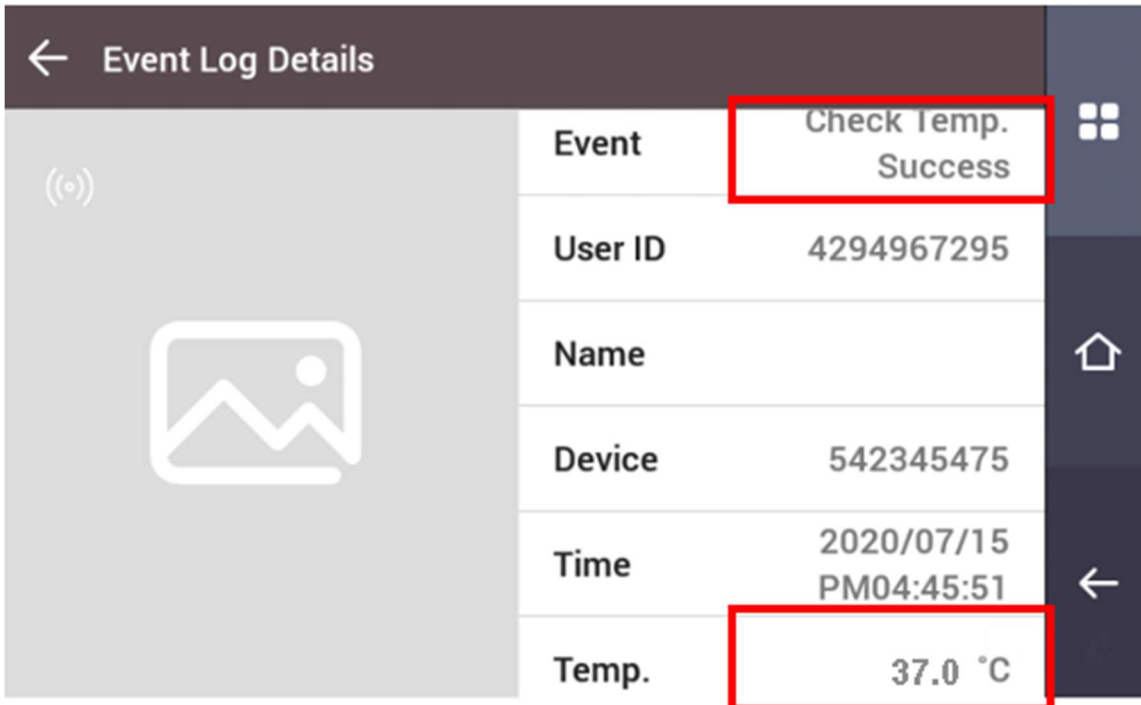 Event Log Details
Event
Check Temp.
Success
User ID 4294967295
Name
Device 542345475
Time
2020/07/15
PM04:45:51
Temp. 37.0 °C